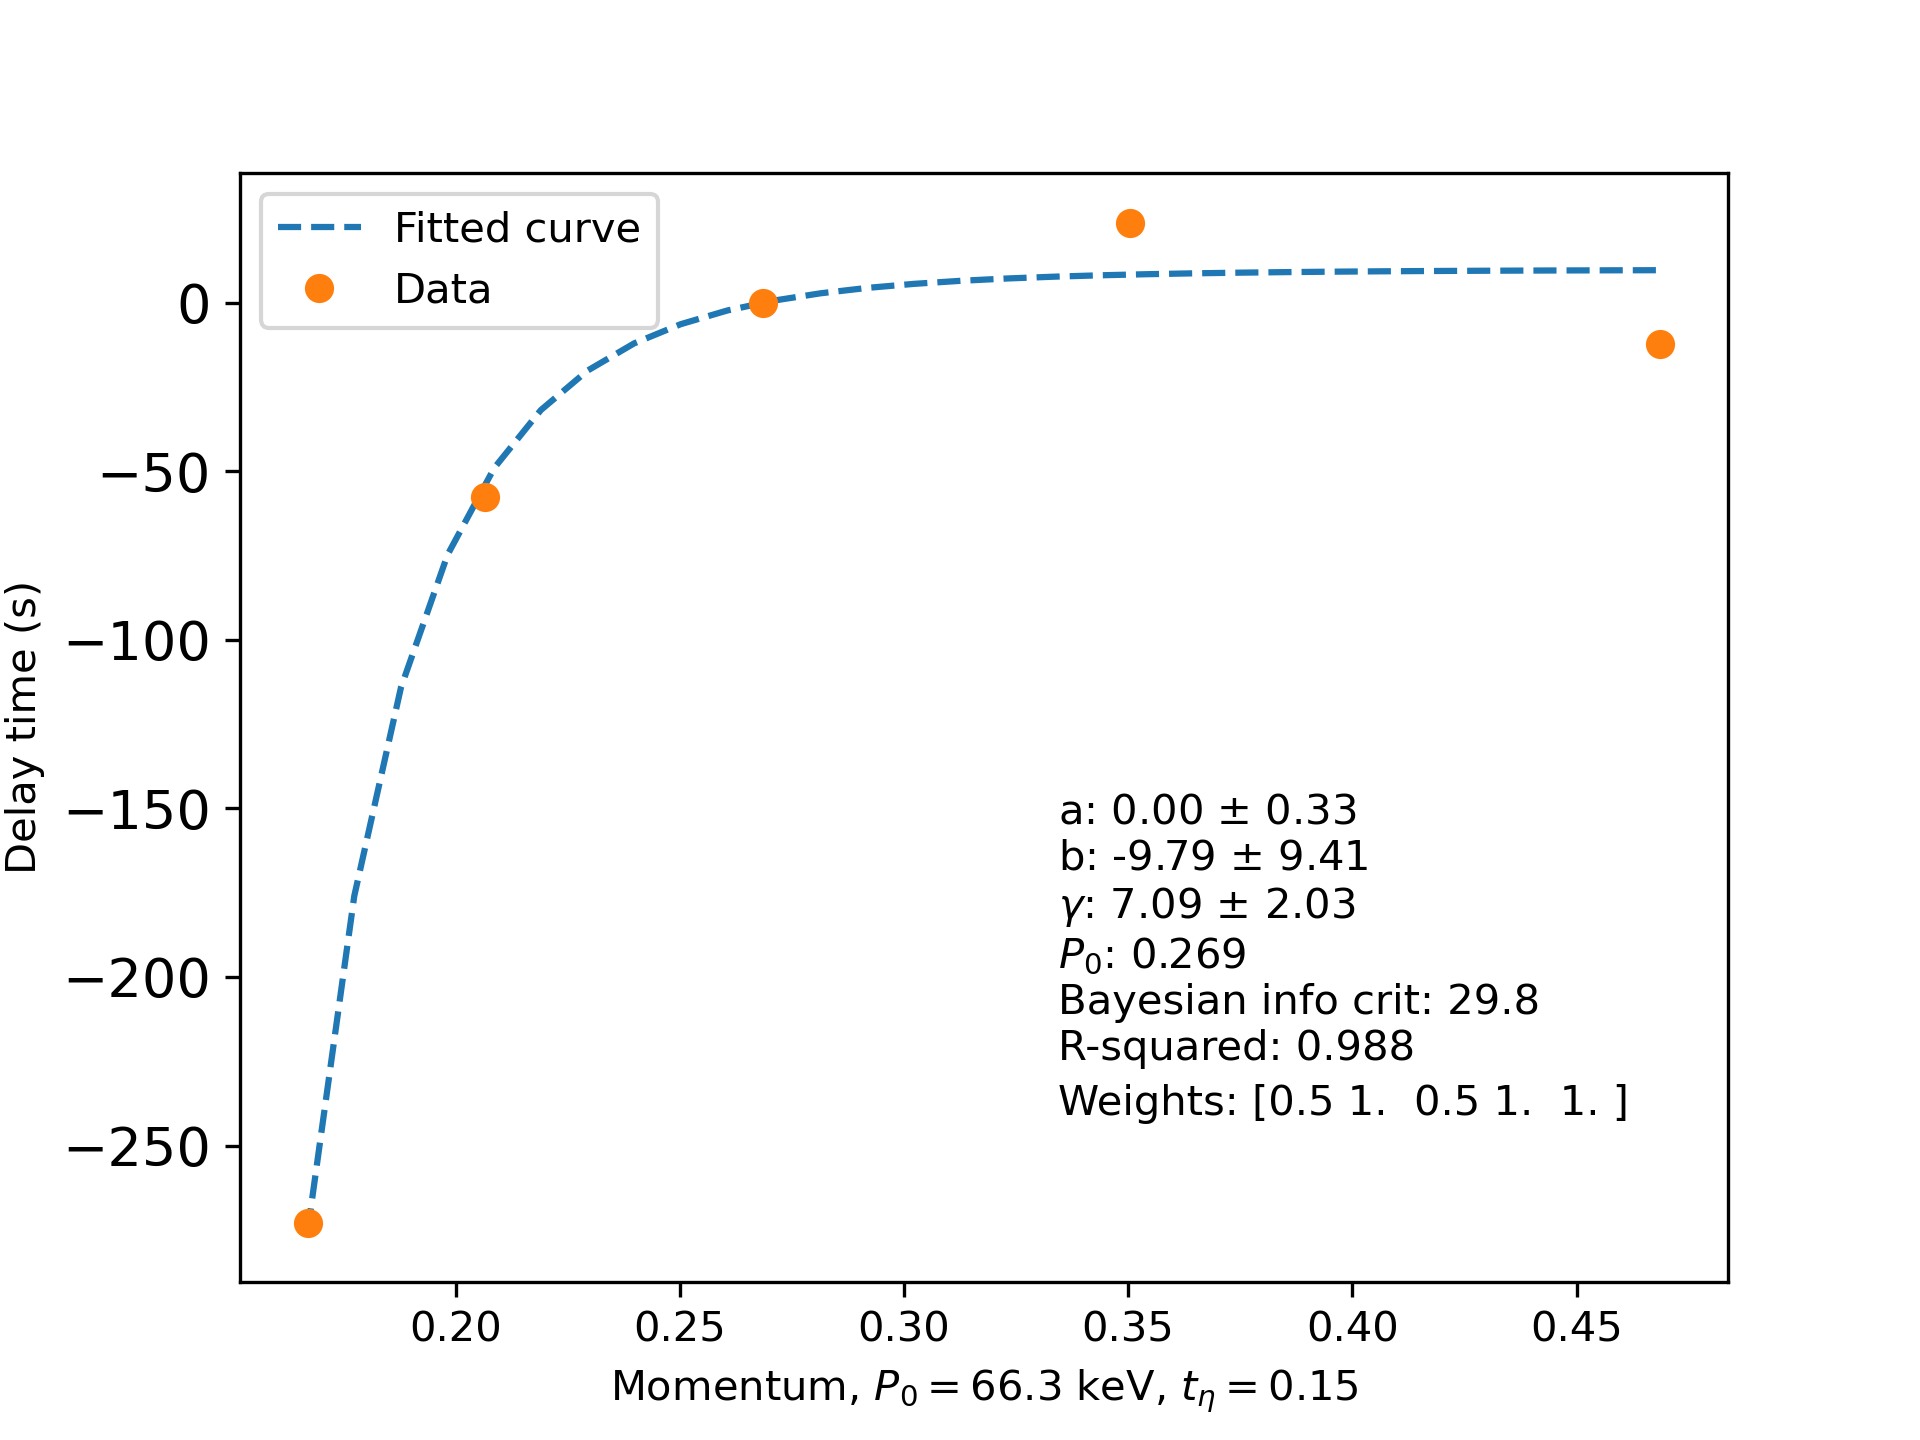 Fitted curve
Data
0
−50
−100
−150
−200
−250
Delay time (s)
a: 0.00 ± 0.33
b: -9.79 ± 9.41
γ: 7.09 ± 2.03
P₀: 0.269
Bayesian info crit: 29.8
R-squared: 0.988
Weights: [0.5 1.  0.5 1.  1. ]
0.20 0.25 0.30 0.35 0.40 0.45
Momentum, P₀ = 66.3 keV, tη = 0.15